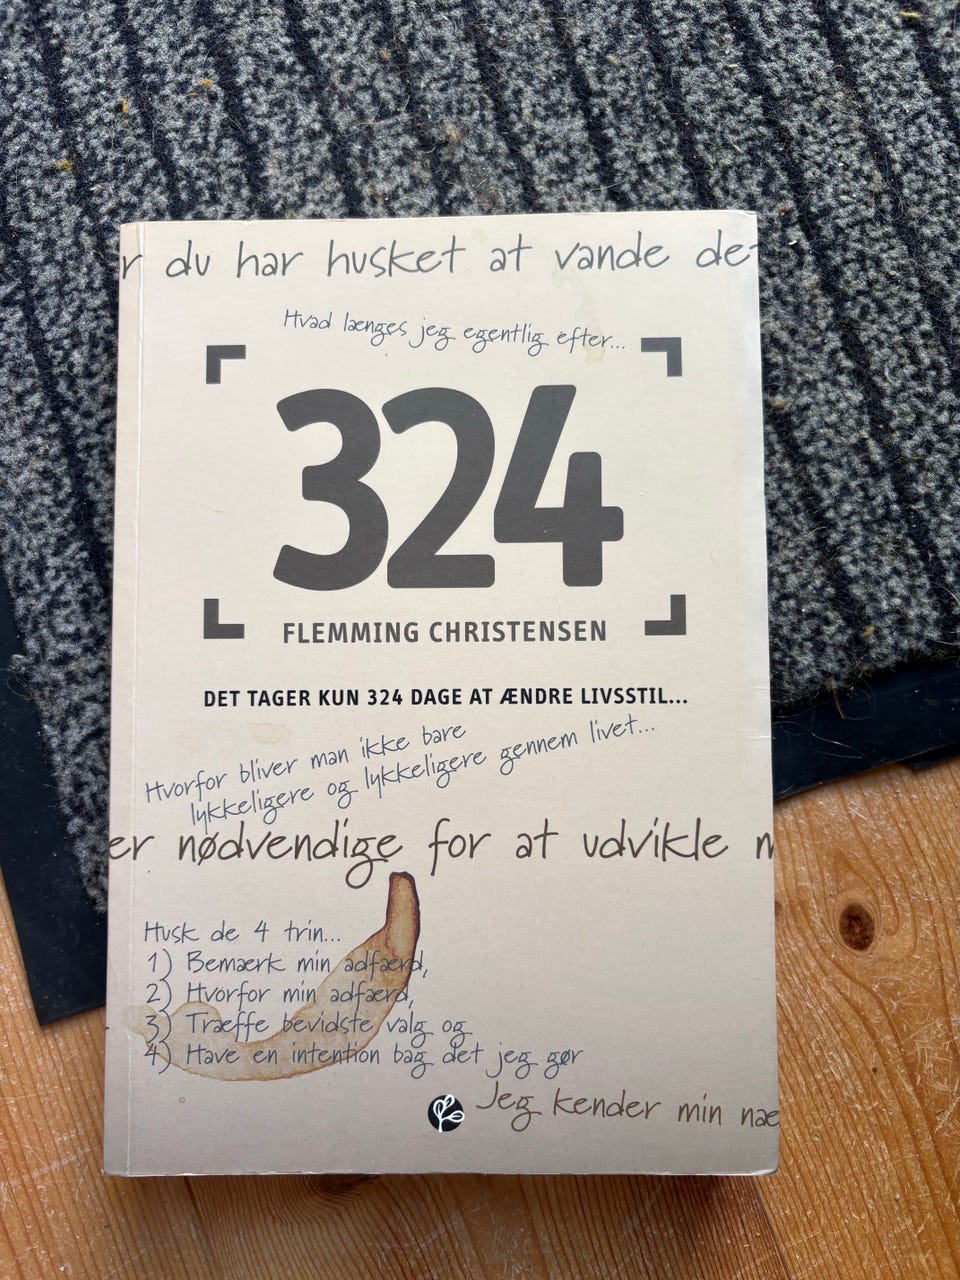 r du har husket at vande det
Hvad længes jeg egentlig efter...
324
FLEMMING CHRISTENSEN
DET TAGER KUN 324 DAGE AT ÆNDRE LIVSSTIL...
Hvorfor bliver man ikke bare
lykkeligere og lykkeligere gennem livet...
er nødvendige for at udvikle m
Husk de 4 trin...
1) Bemærk min adfærd,
2) Hvorfor min adfærd,
3) Træffe bevidste valg og
4) Have en intention bag det jeg gør
Jeg kender min næ